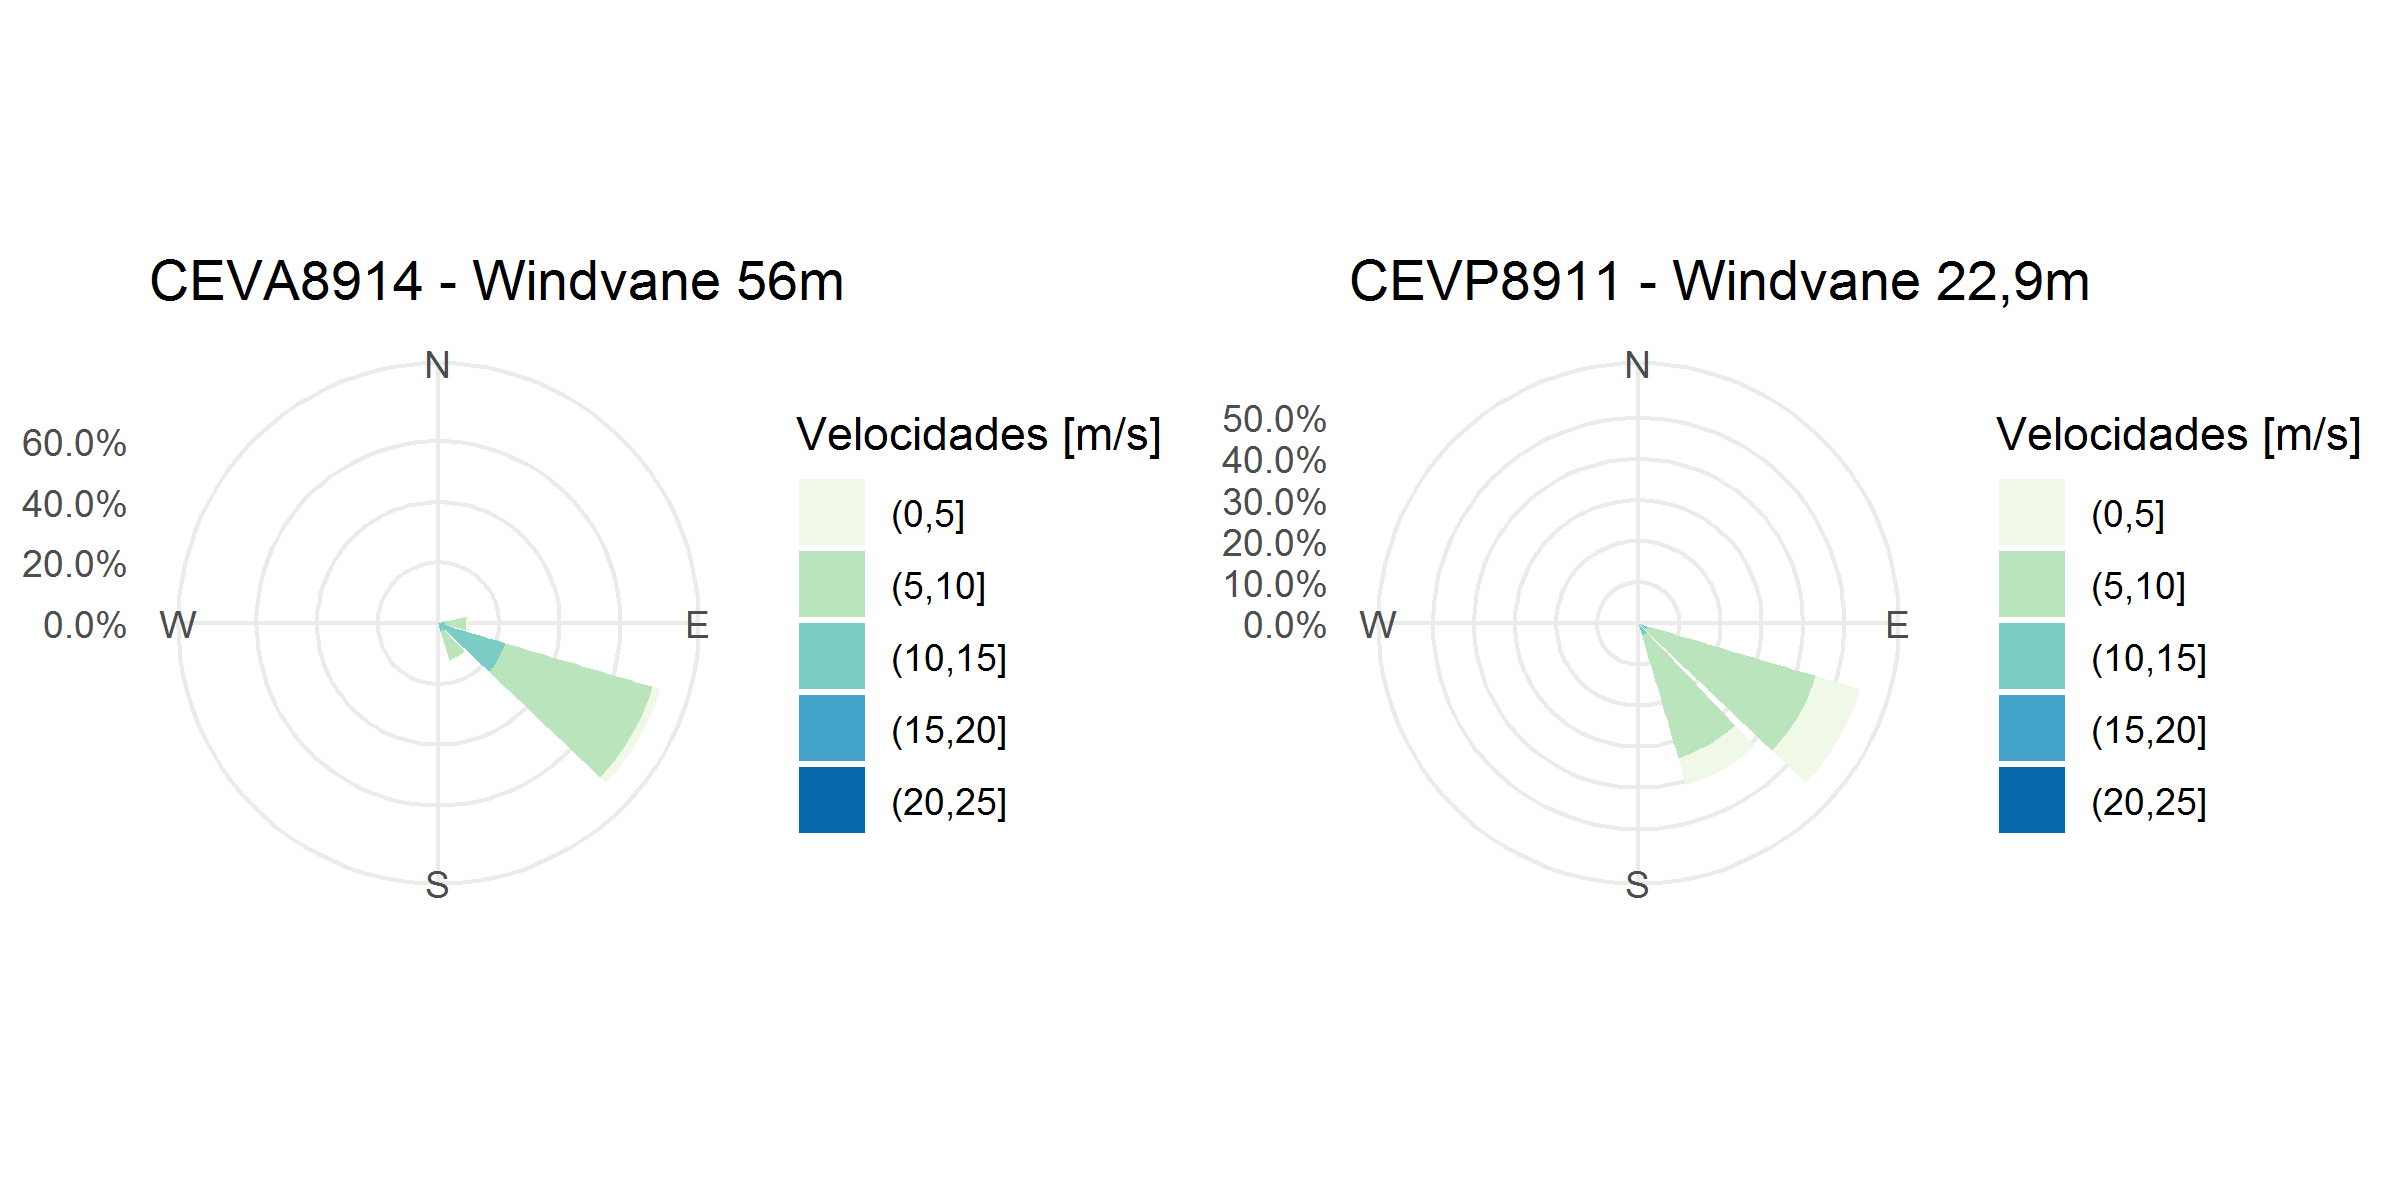 CEVA8914 - Windvane 56m
N
60.0%
40.0%
20.0%
0.0%
W
E
S
Velocidades [m/s]
(0,5]
(5,10]
(10,15]
(15,20]
(20,25]
CEVP8911 - Windvane 22,9m
N
50.0%
40.0%
30.0%
20.0%
10.0%
0.0%
W
E
S
Velocidades [m/s]
(0,5]
(5,10]
(10,15]
(15,20]
(20,25]